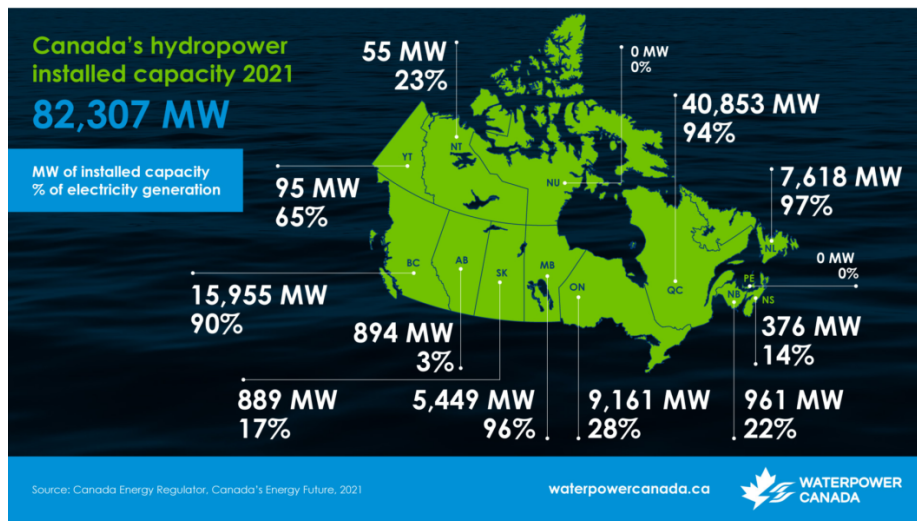 Canada's hydropower
installed capacity 2021
82,307 MW
MW of installed capacity
% of electricity generation
55 MW
23%
0 MW
0%
40,853 MW
94%
7,618 MW
97%
95 MW
65%
YT
NT
NU
BC
AB
SK
MB
ON
QC
NL
PE
NB
NS
0 MW
0%
15,955 MW
90%
894 MW
3%
376 MW
14%
889 MW
17%
5,449 MW
96%
9,161 MW
28%
961 MW
22%
Source: Canada Energy Regulator, Canada's Energy Future, 2021
waterpowercanada.ca
WATERPOWER
CANADA